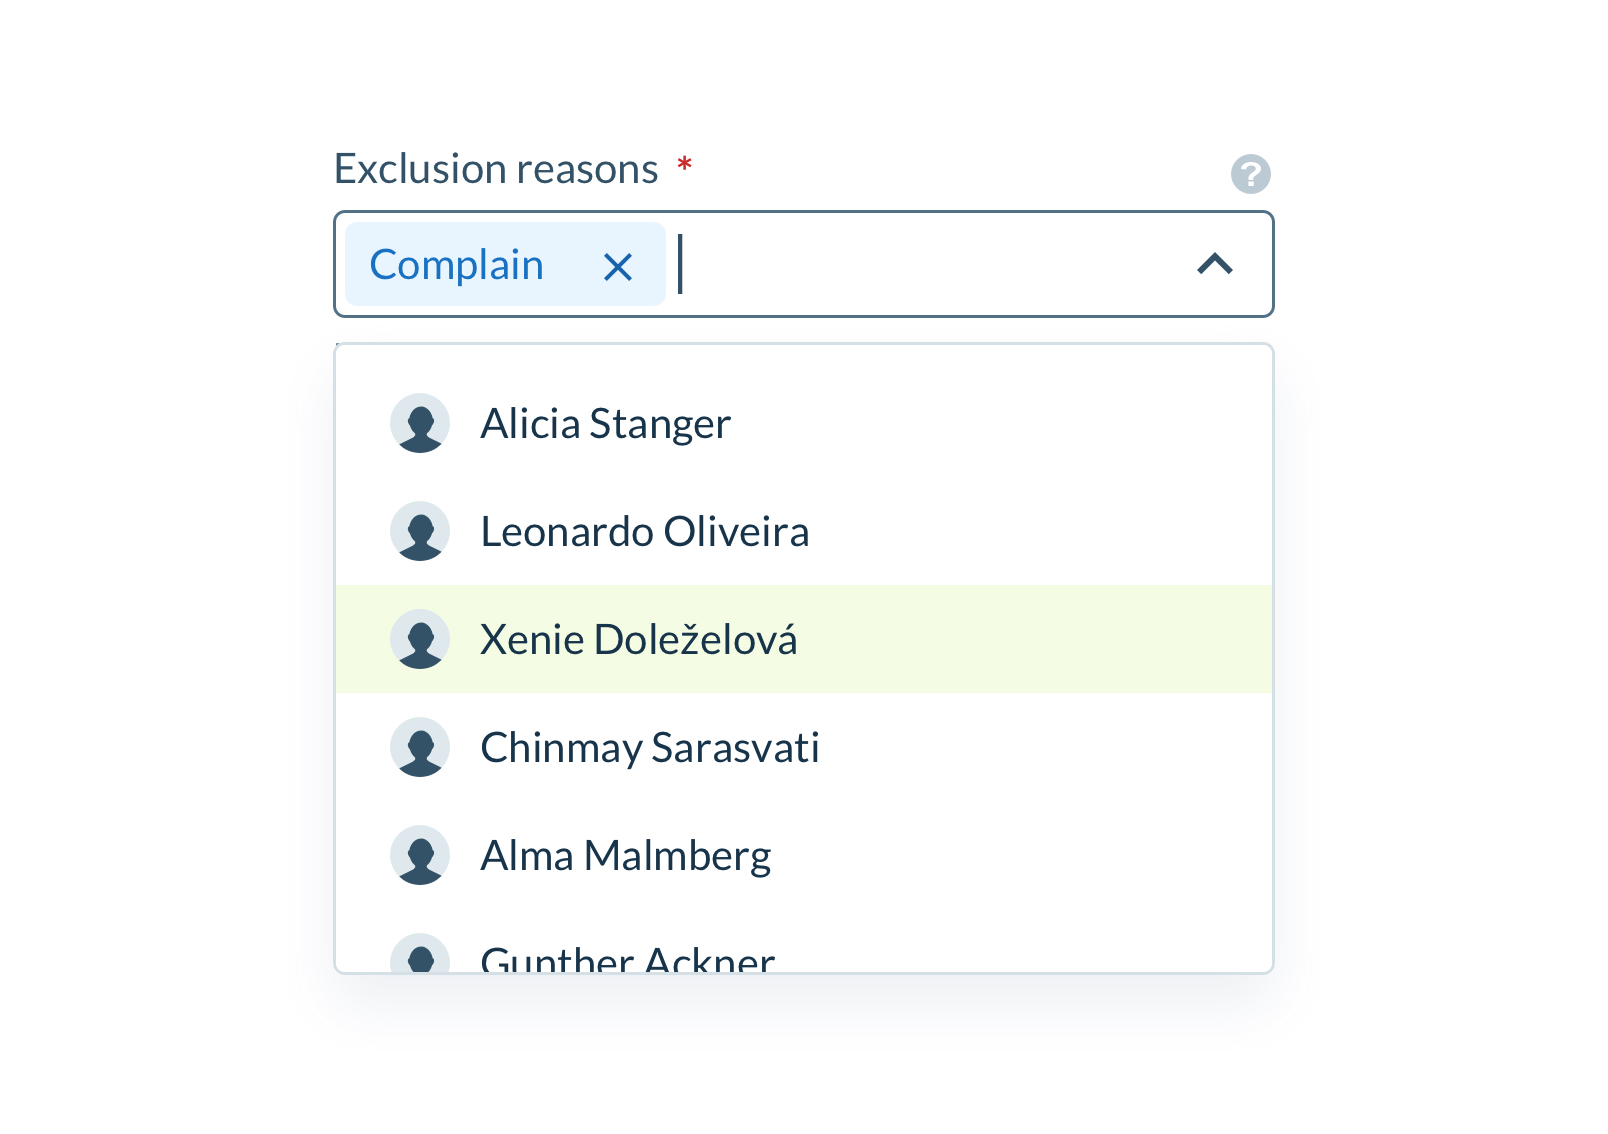 Exclusion reasons *
?
Complain
Alicia Stanger
Leonardo Oliveira
Xenie Doleželová
Chinmay Sarasvati
Alma Malmberg
Gunther Ackner